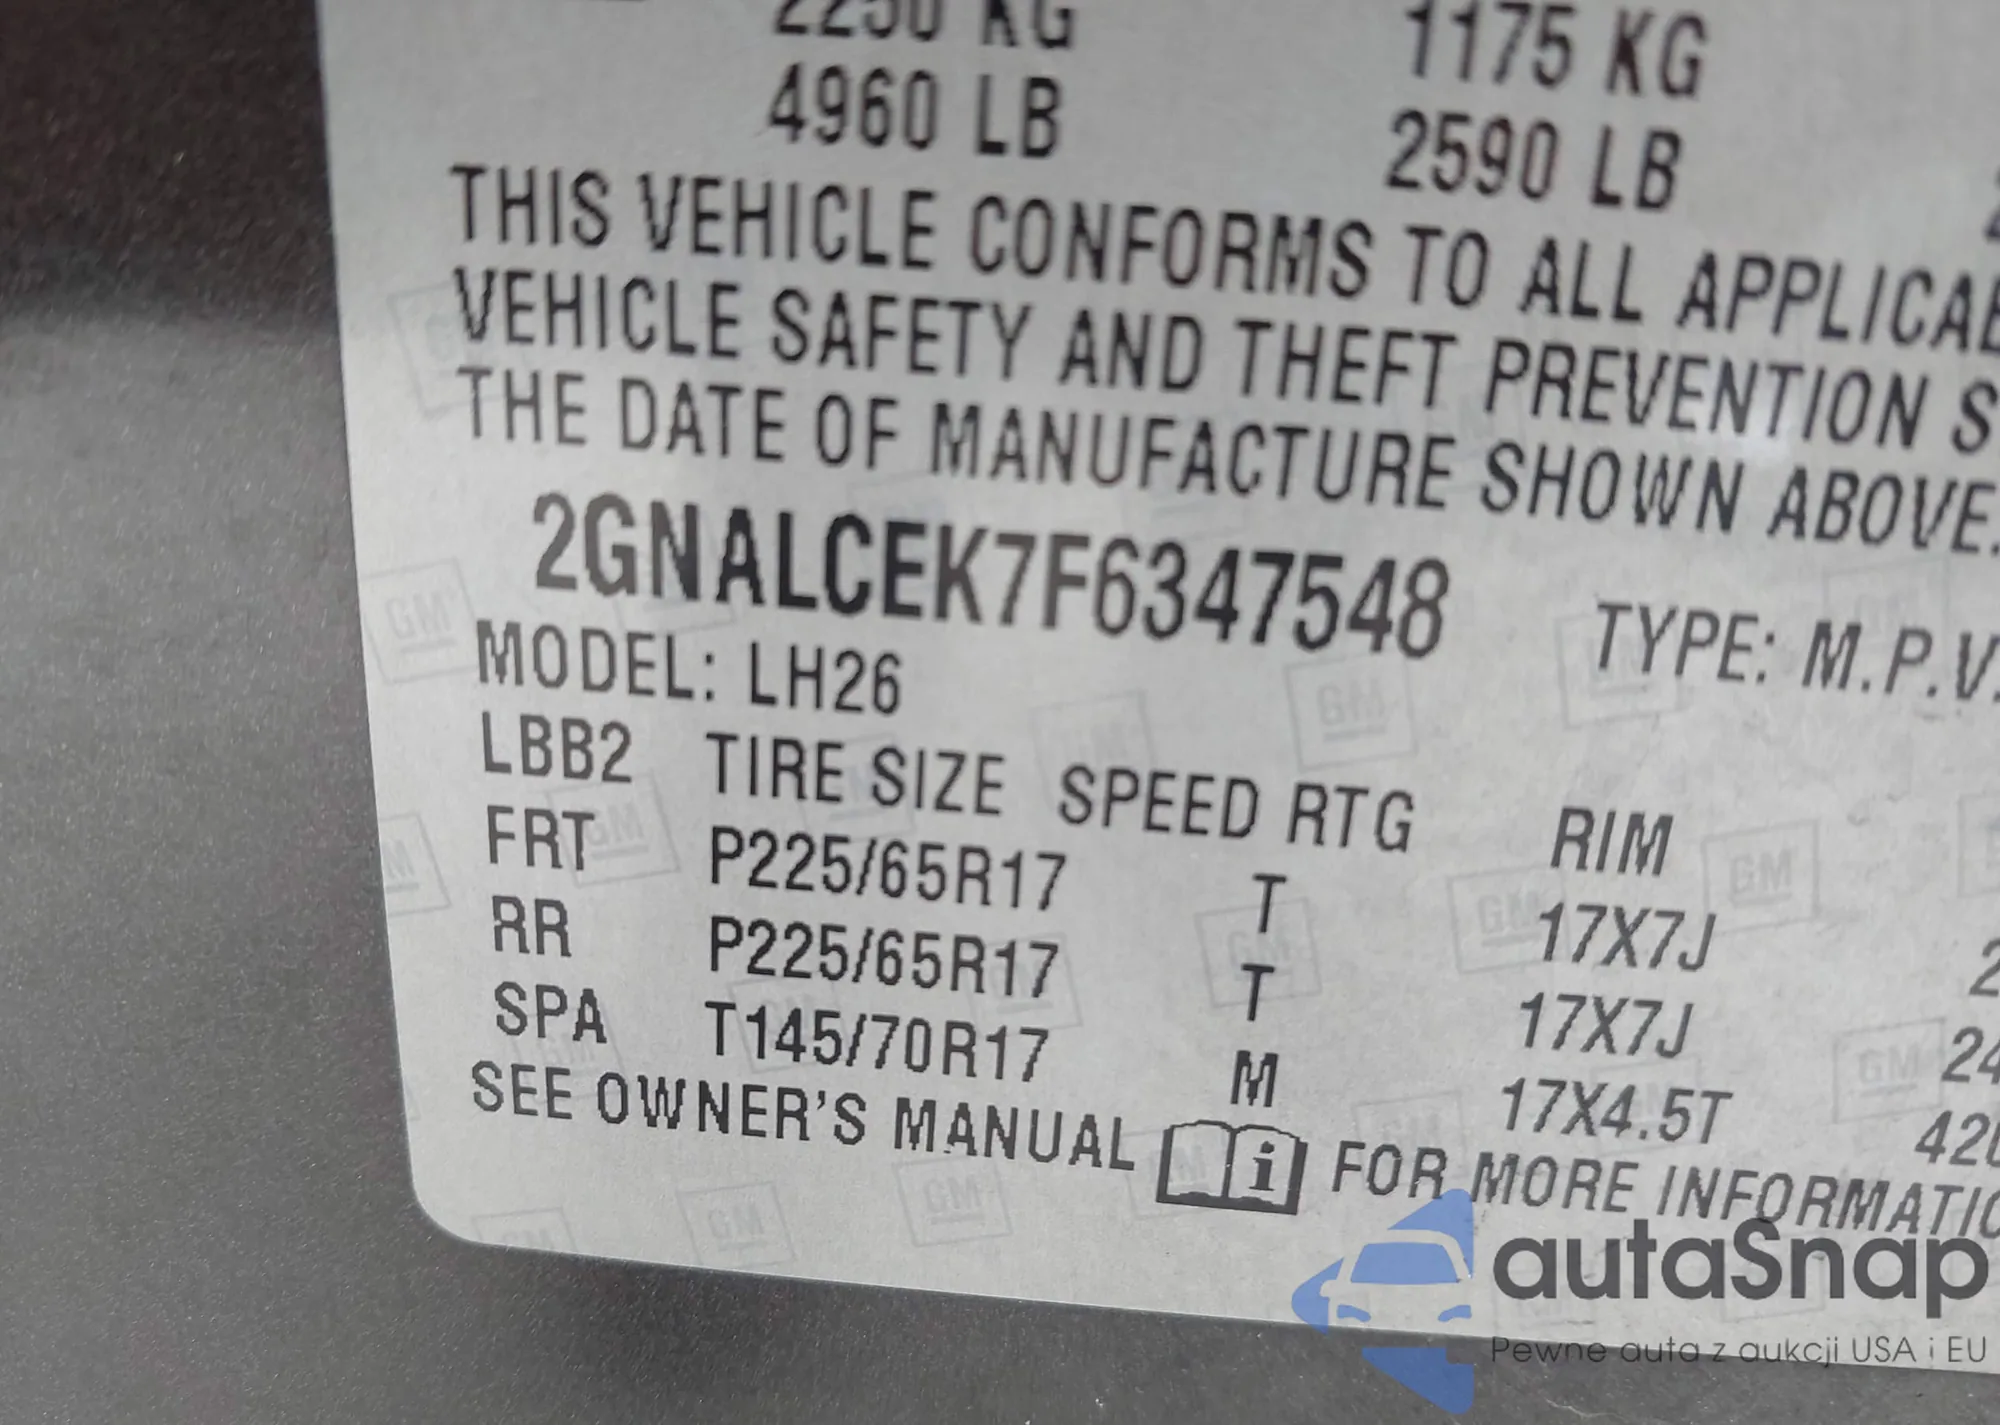 2250 KG 1175 KG
4960 LB 2590 LB
THIS VEHICLE CONFORMS TO ALL
VEHICLE SAFETY AND THEFT PREVENTION
THE DATE OF MANUFACTURE SHOWN ABOVE.
2GNALCEK7F6347548 TYPE: M.P.V.
MODEL: LH26
LBB2 TIRE SIZE SPEED RTG RIM
FRT P225/65R17 T 17X7J
RR P225/65R17 T 17X7J
SPA T145/70R17 M 17X4.5T
SEE OWNER'S MANUAL i FOR MORE
GM
autaSnap
Pewne auta z aukcji USA i EU